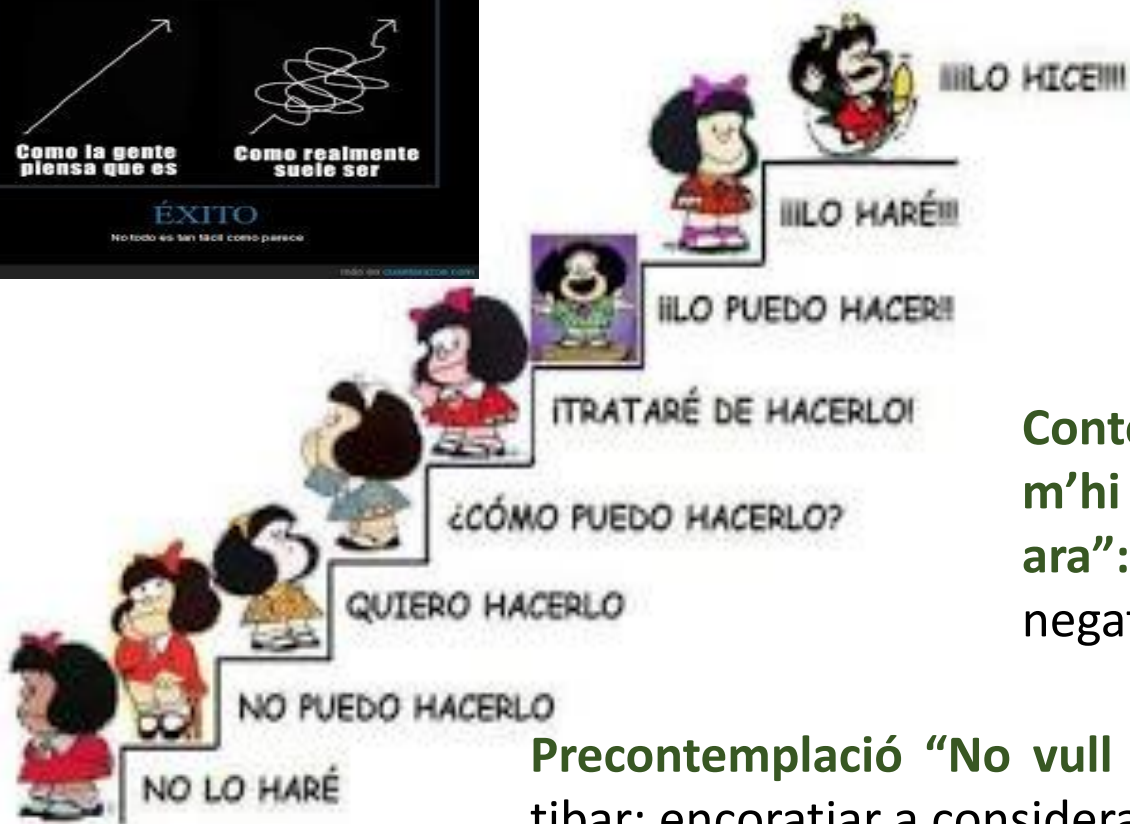 Como la gente
piensa que es
Como realmente
suele ser
ÉXITO
No todo es tan fácil como parece
¡¡¡¡LO HICE!!!!
¡¡¡LO HARÉ!!!
¡¡LO PUEDO HACER!!
¡TRATARÉ DE HACERLO!
¿CÓMO PUEDO HACERLO?
QUIERO HACERLO
NO PUEDO HACERLO
NO LO HARÉ
m’hi
ara”:
Precontemplació “No vull
tibar: encoratjar a